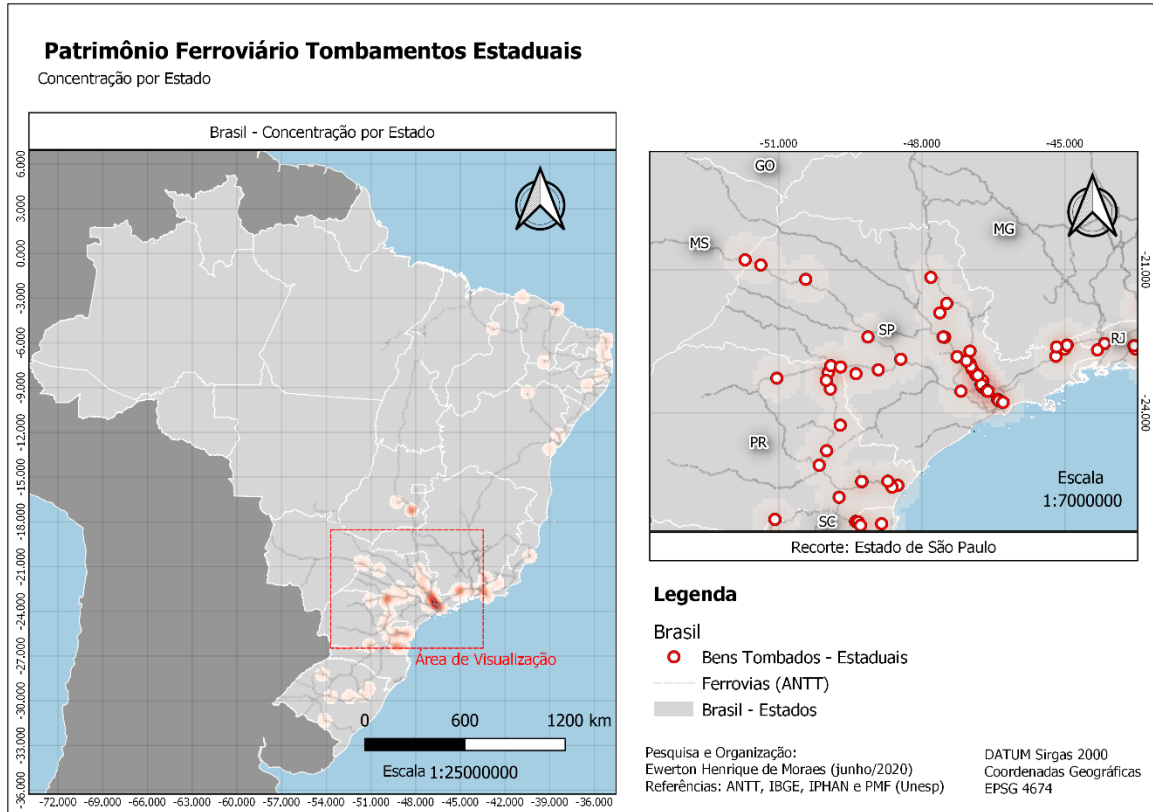 Patrimônio Ferroviário Tombamentos Estaduais
Concentração por Estado
Brasil - Concentração por Estado
6.000
3.000
0.000
-3.000
-6.000
-9.000
-12.000
-15.000
-18.000
-21.000
-24.000
-27.000
-30.000
-33.000
-36.000
Área de Visualização
0 600 1200 km
Escala 1:25000000
-72.000 -69.000 -66.000 -63.000 -60.000 -57.000 -54.000 -51.000 -48.000 -45.000 -42.000 -39.000 -36.000
-51.000 -48.000 -45.000
GO
MS
MG
-21.000
SP
RJ
-24.000
PR
SC
Escala
1:7000000
Recorte: Estado de São Paulo
Legenda
Brasil
Bens Tombados - Estaduais
Ferrovias (ANTT)
Brasil - Estados
Pesquisa e Organização:
Ewerton Henrique de Moraes (junho/2020)
Referências: ANTT, IBGE, IPHAN e PMF (Unesp)
DATUM Sirgas 2000
Coordenadas Geográficas
EPSG 4674